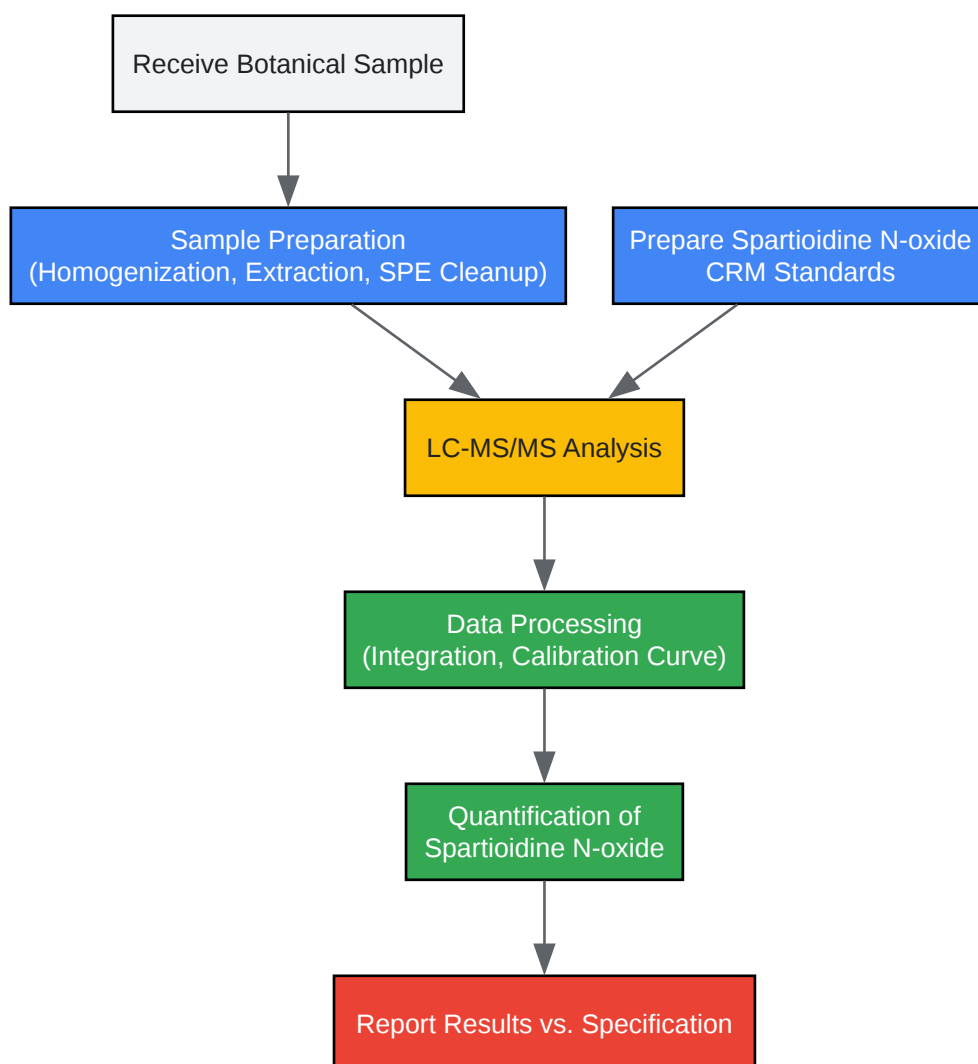 Receive Botanical Sample
Sample Preparation
(Homogenization, Extraction, SPE Cleanup)
Prepare Spartioidine N-oxide
CRM Standards
LC-MS/MS Analysis
Data Processing
(Integration, Calibration Curve)
Quantification of
Spartioidine N-oxide
Report Results vs. Specification